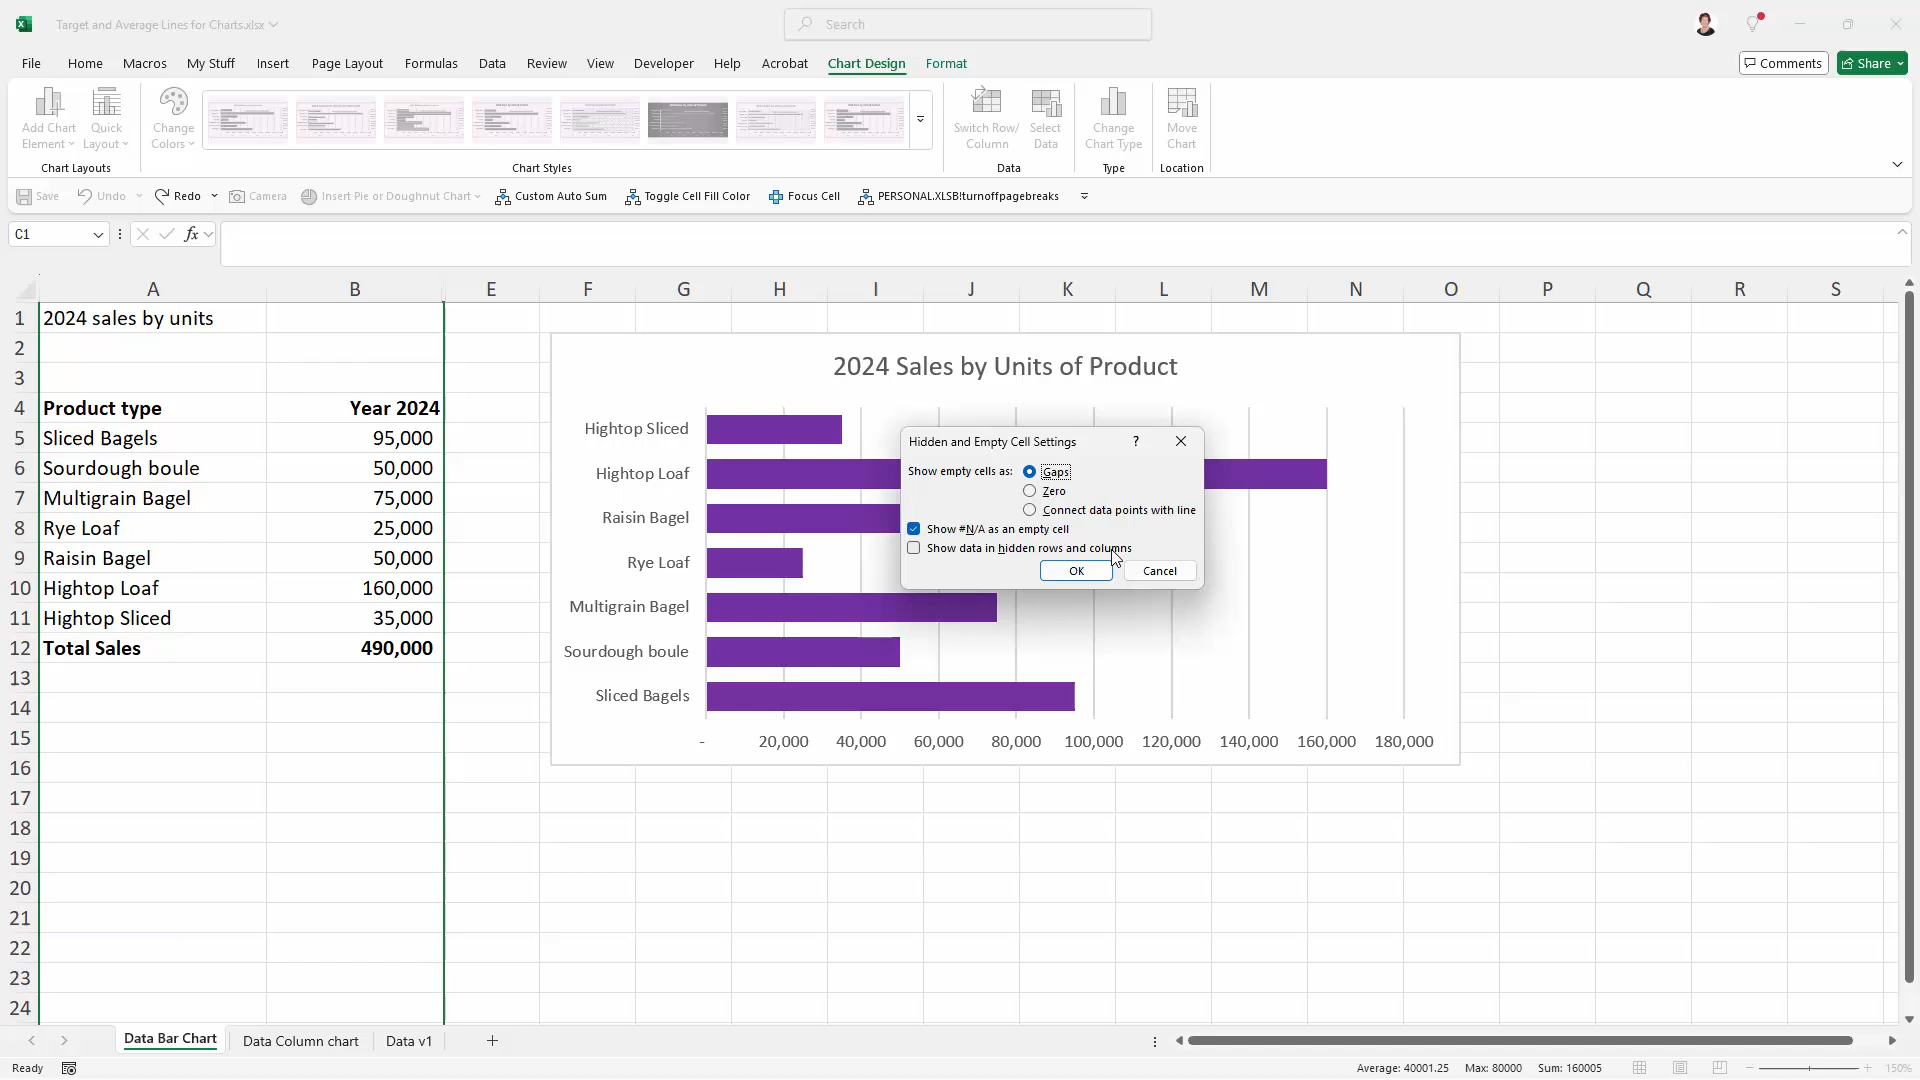 Target and Average Lines for Charts.xlsx
Search
File Home Macros My Stuff Insert Page Layout Formulas Data Review View Developer Help Acrobat Chart Design Format
Comments Share
Add Chart Element
Quick Layout
Change Colors
Switch Row/ Column
Select Data
Change Chart Type
Move Chart
Chart Layouts Chart Styles Data Type Location
Save Undo Redo Camera Insert Pie or Doughnut Chart Custom Auto Sum Toggle Cell Fill Color Focus Cell PERSONAL.XLSB!turnoffpagebreaks
C1 fx
A B E F G H I J K L M N O P Q R S
1 2024 sales by units
2
3
4 Product type Year 2024
5 Sliced Bagels 95,000
6 Sourdough boule 50,000
7 Multigrain Bagel 75,000
8 Rye Loaf 25,000
9 Raisin Bagel 50,000
10 Hightop Loaf 160,000
11 Hightop Sliced 35,000
12 Total Sales 490,000
13
14
15
16
17
18
19
20
21
22
23
24
2024 Sales by Units of Product
Hightop Sliced
Hightop Loaf
Raisin Bagel
Rye Loaf
Multigrain Bagel
Sourdough boule
Sliced Bagels
- 20,000 40,000 60,000 80,000 100,000 120,000 140,000 160,000 180,000
Hidden and Empty Cell Settings ?
Show empty cells as: Gaps
Zero
Connect data points with line
Show #N/A as an empty cell
Show data in hidden rows and columns
OK Cancel
Data Bar Chart Data Column chart Data v1
Ready Average: 40001.25 Max: 80000 Sum: 160005 150%